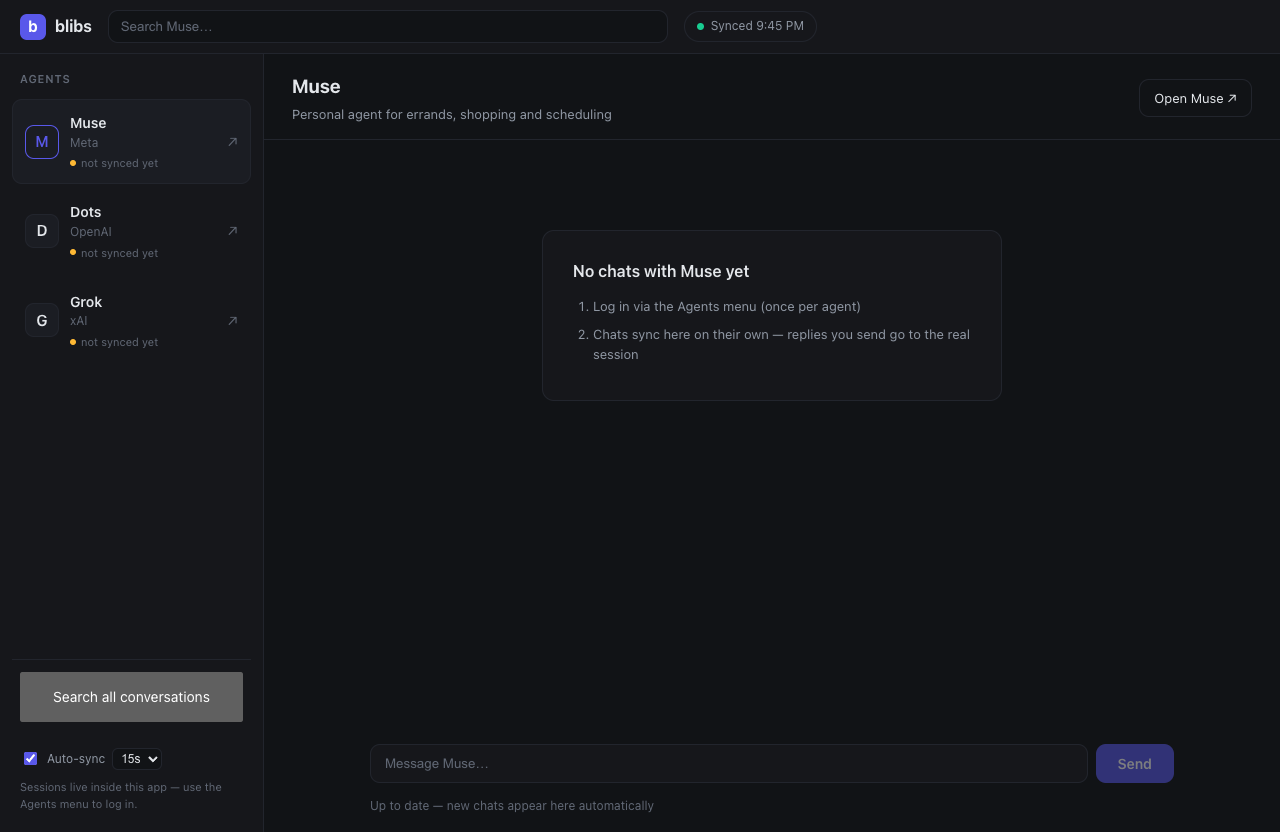 b blibs
Search Muse…
Synced 9:45 PM
AGENTS
M
Muse
Meta
not synced yet
↗
D
Dots
OpenAI
not synced yet
↗
G
Grok
xAI
not synced yet
↗
Search all conversations
Auto-sync 15s
Sessions live inside this app — use the
Agents menu to log in.
Muse
Personal agent for errands, shopping and scheduling
Open Muse ↗
No chats with Muse yet
1. Log in via the Agents menu (once per agent)
2. Chats sync here on their own — replies you send go to the real
session
Message Muse…
Send
Up to date — new chats appear here automatically